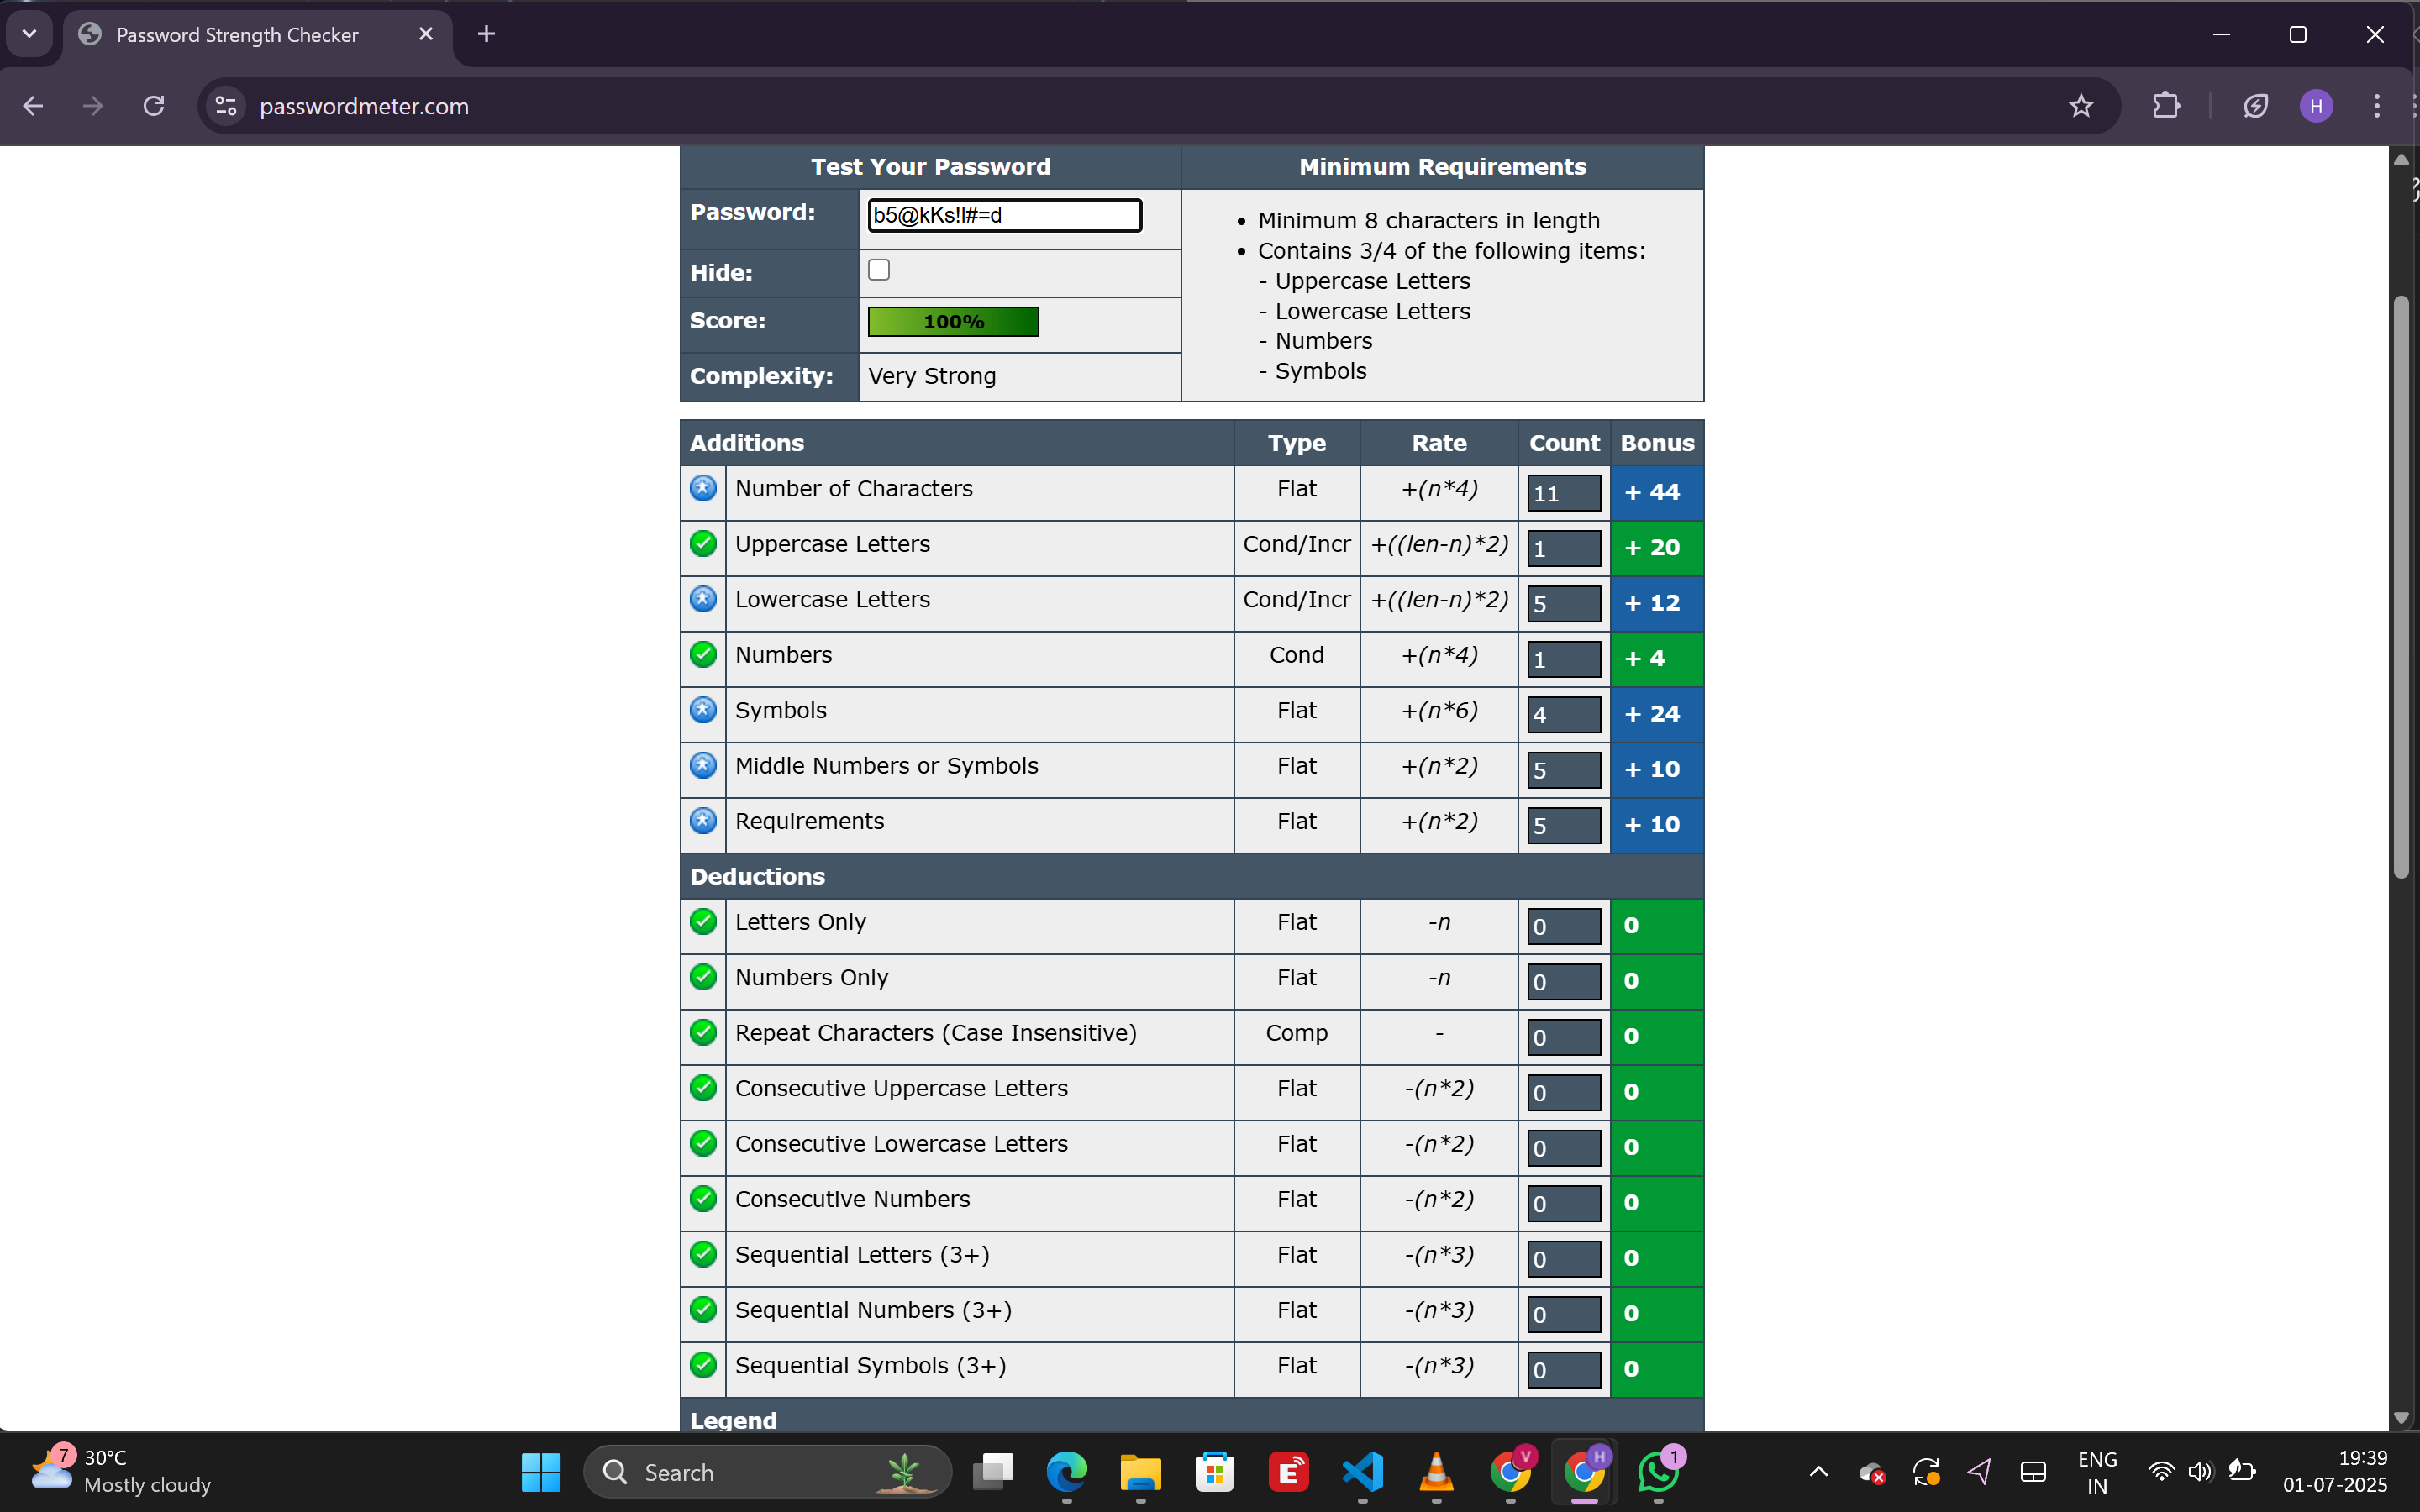 Password Strength Checker
passwordmeter.com
H
Test Your Password Minimum Requirements
Password: b5@kKs!l#=d
Hide:
Score: 100%
Complexity: Very Strong
• Minimum 8 characters in length
• Contains 3/4 of the following items:
- Uppercase Letters
- Lowercase Letters
- Numbers
- Symbols
Additions Type Rate Count Bonus
Number of Characters Flat +(n*4) 11 + 44
Uppercase Letters Cond/Incr +((len-n)*2) 1 + 20
Lowercase Letters Cond/Incr +((len-n)*2) 5 + 12
Numbers Cond +(n*4) 1 + 4
Symbols Flat +(n*6) 4 + 24
Middle Numbers or Symbols Flat +(n*2) 5 + 10
Requirements Flat +(n*2) 5 + 10
Deductions
Letters Only Flat -n 0 0
Numbers Only Flat -n 0 0
Repeat Characters (Case Insensitive) Comp - 0 0
Consecutive Uppercase Letters Flat -(n*2) 0 0
Consecutive Lowercase Letters Flat -(n*2) 0 0
Consecutive Numbers Flat -(n*2) 0 0
Sequential Letters (3+) Flat -(n*3) 0 0
Sequential Numbers (3+) Flat -(n*3) 0 0
Sequential Symbols (3+) Flat -(n*3) 0 0
Legend
7 30°C
Mostly cloudy
Search
E
V
H
1
ENG
IN
19:39
01-07-2025